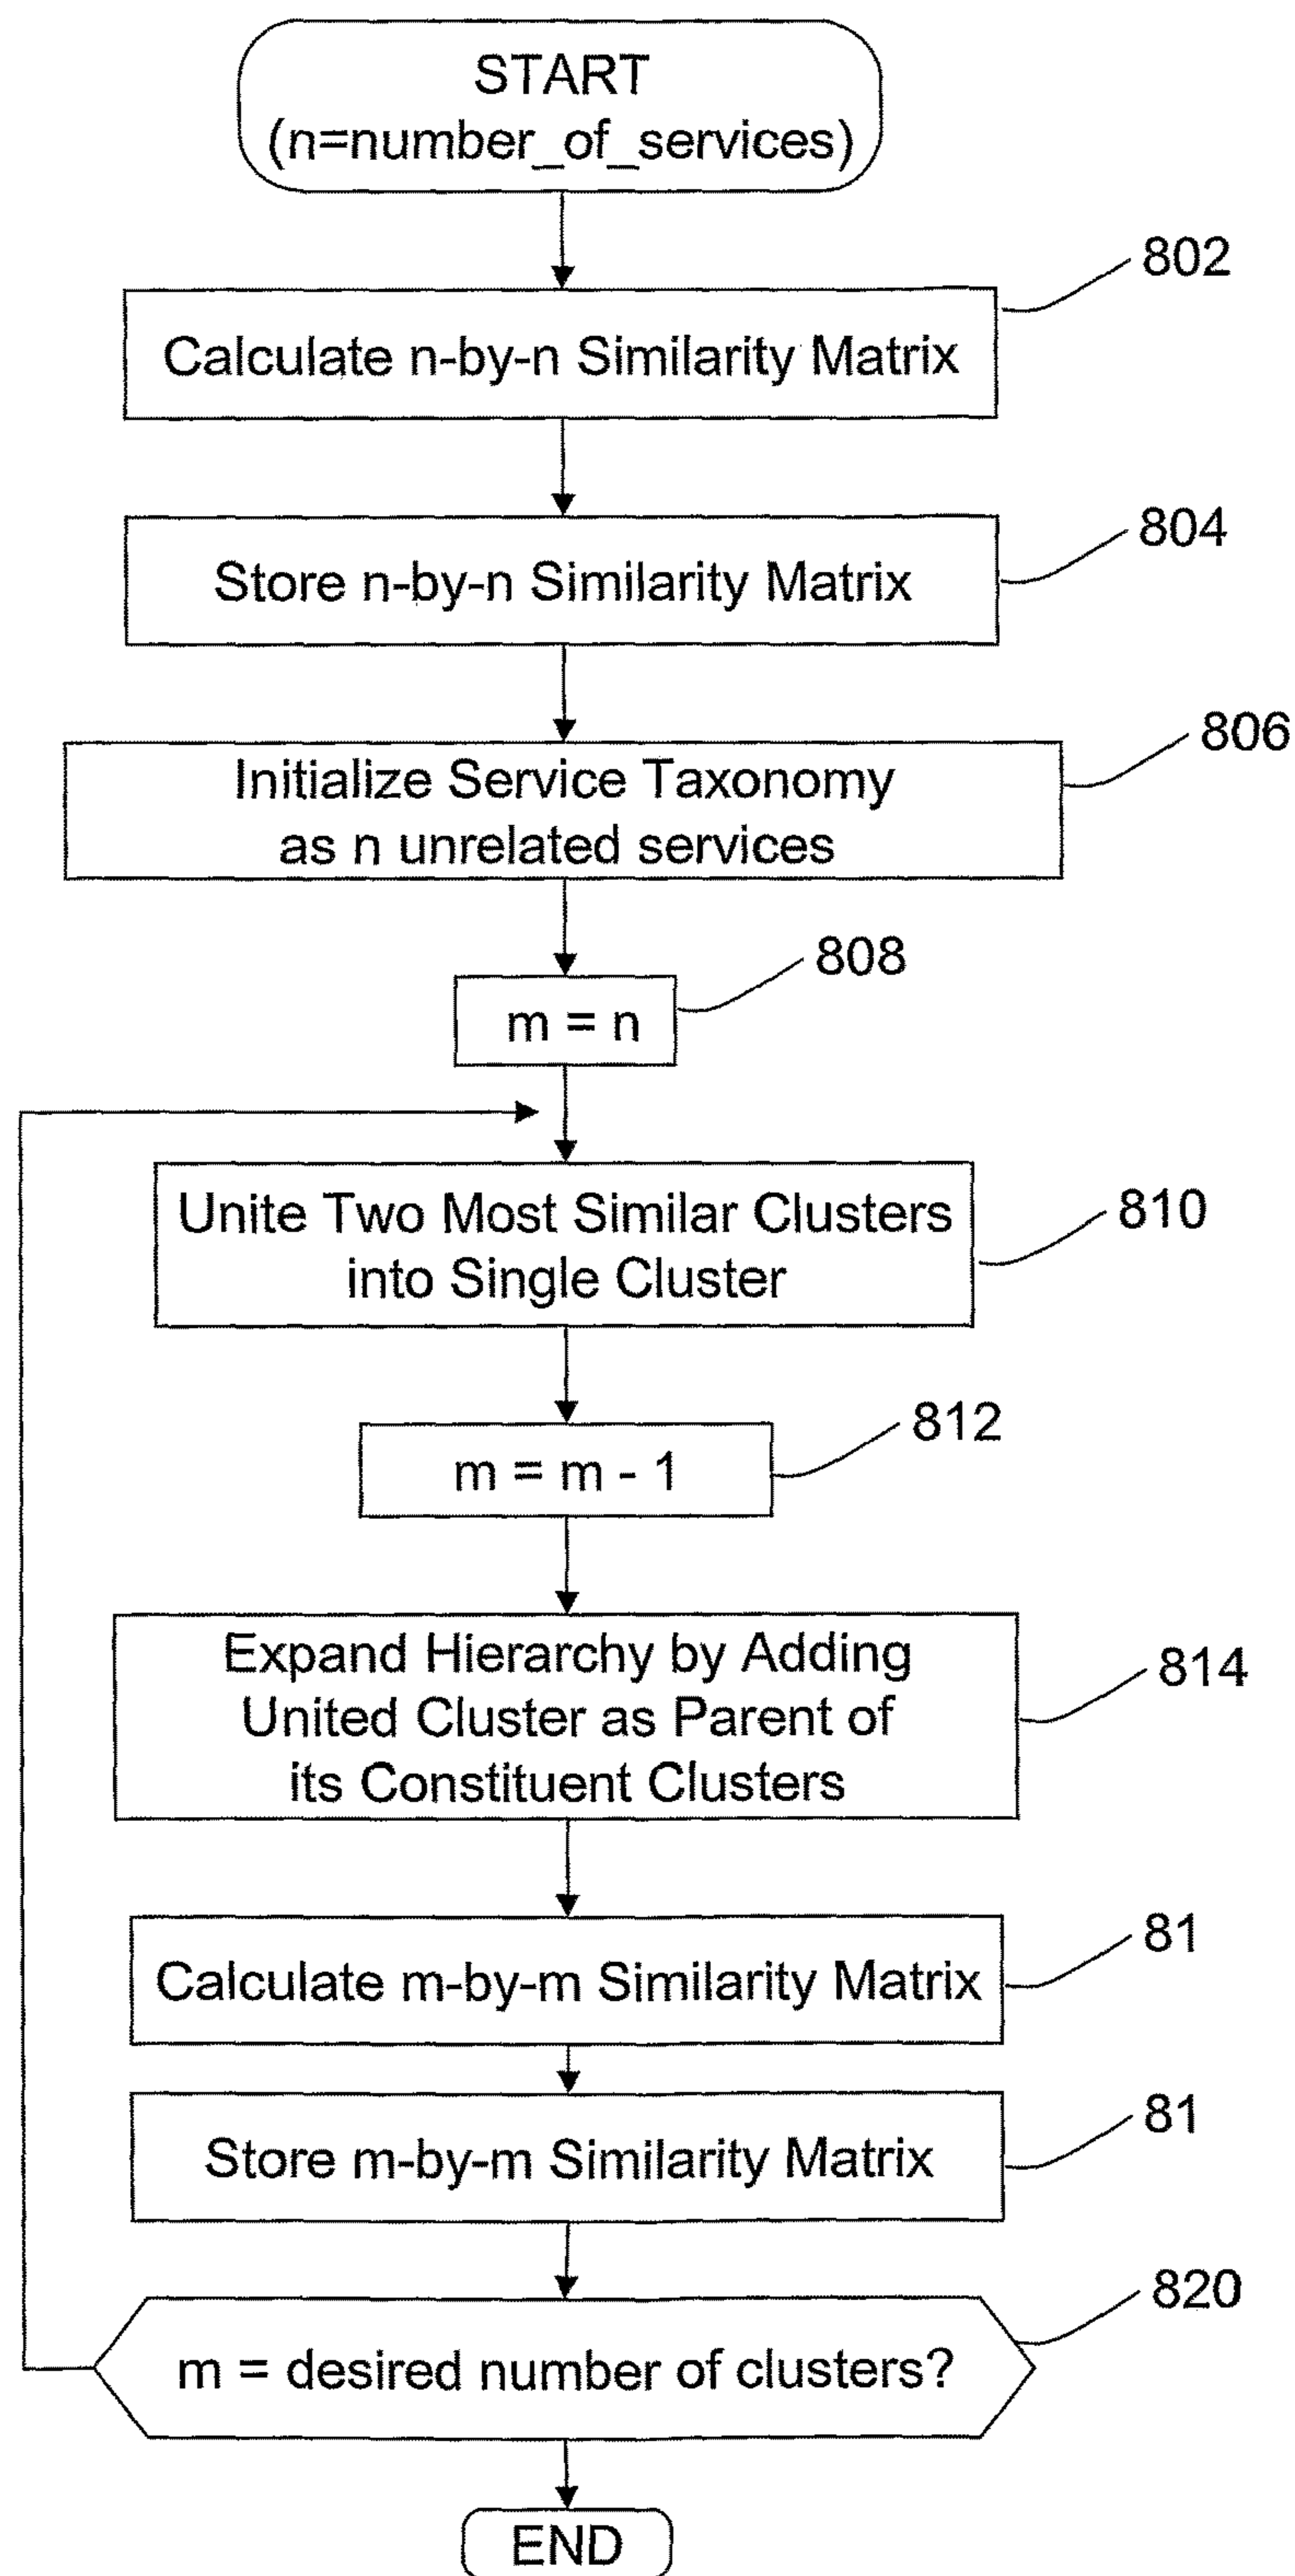 START
(n=number_of_services)
802
Calculate n-by-n Similarity Matrix
804
Store n-by-n Similarity Matrix
806
Initialize Service Taxonomy
as n unrelated services
808
m = n
810
Unite Two Most Similar Clusters
into Single Cluster
812
m = m - 1
814
Expand Hierarchy by Adding
United Cluster as Parent of
its Constituent Clusters
81
Calculate m-by-m Similarity Matrix
81
Store m-by-m Similarity Matrix
820
m = desired number of clusters?
END